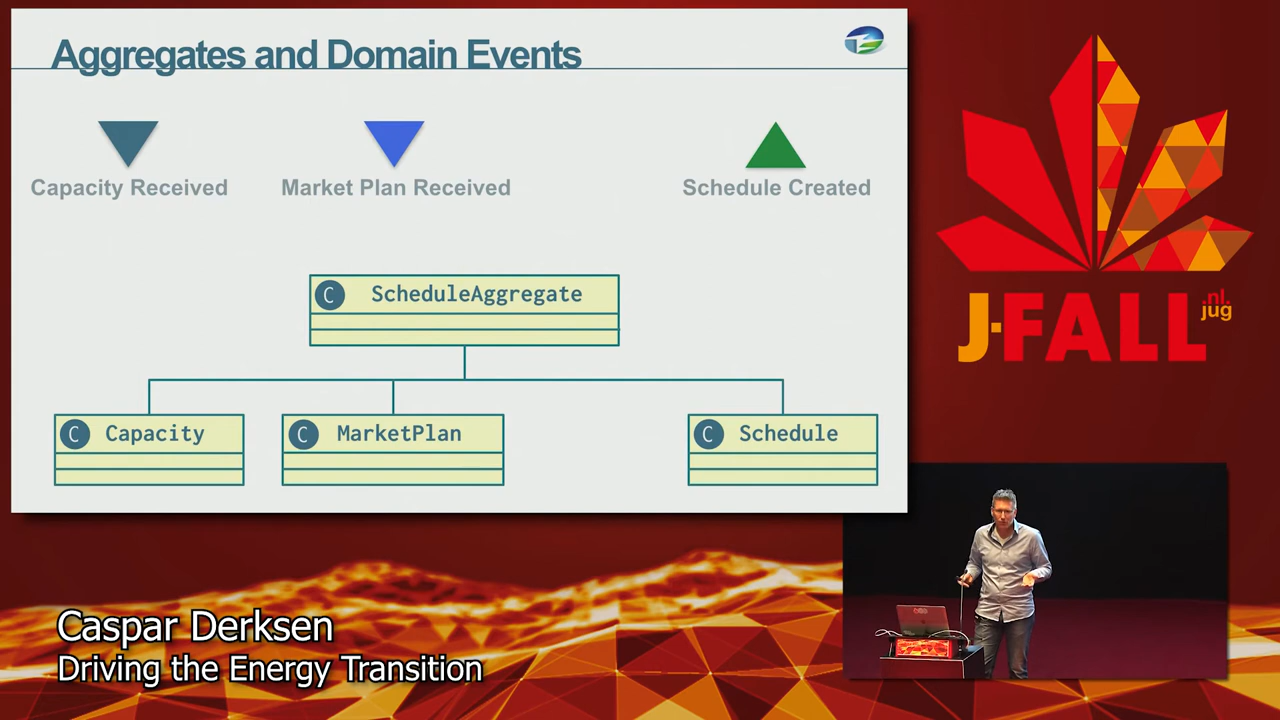 Aggregates and Domain Events
Capacity Received
Market Plan Received
Schedule Created
C ScheduleAggregate
C Capacity
C MarketPlan
C Schedule
J-FALL
.nl.
jug
Caspar Derksen
Driving the Energy Transition